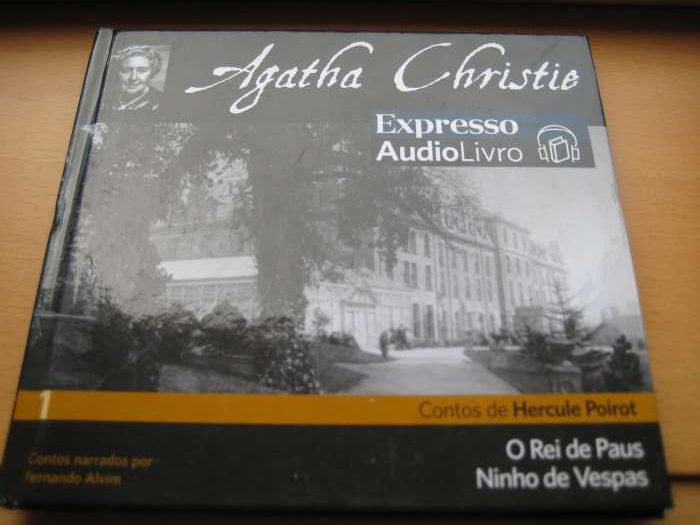 Agatha Christie
Expresso
AudioLivro
1
Contos de Hercule Poirot
Contos narrados por
Fernando Alvim
O Rei de Paus
Ninho de Vespas